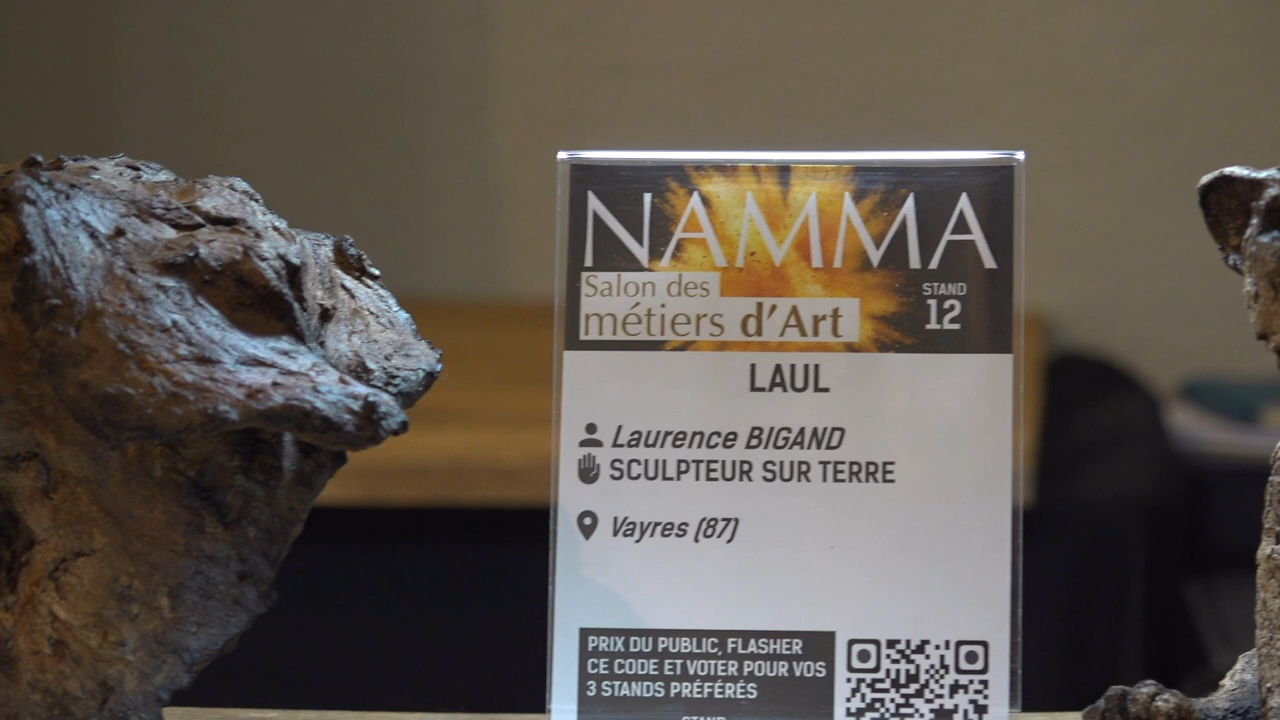 NAMMA
Salon des
métiers d'Art
STAND
12
LAUL
Laurence BIGAND
SCULPTEUR SUR TERRE
Vayres (87)
PRIX DU PUBLIC, FLASHER
CE CODE ET VOTER POUR VOS
3 STANDS PRÉFÉRÉS
STAND